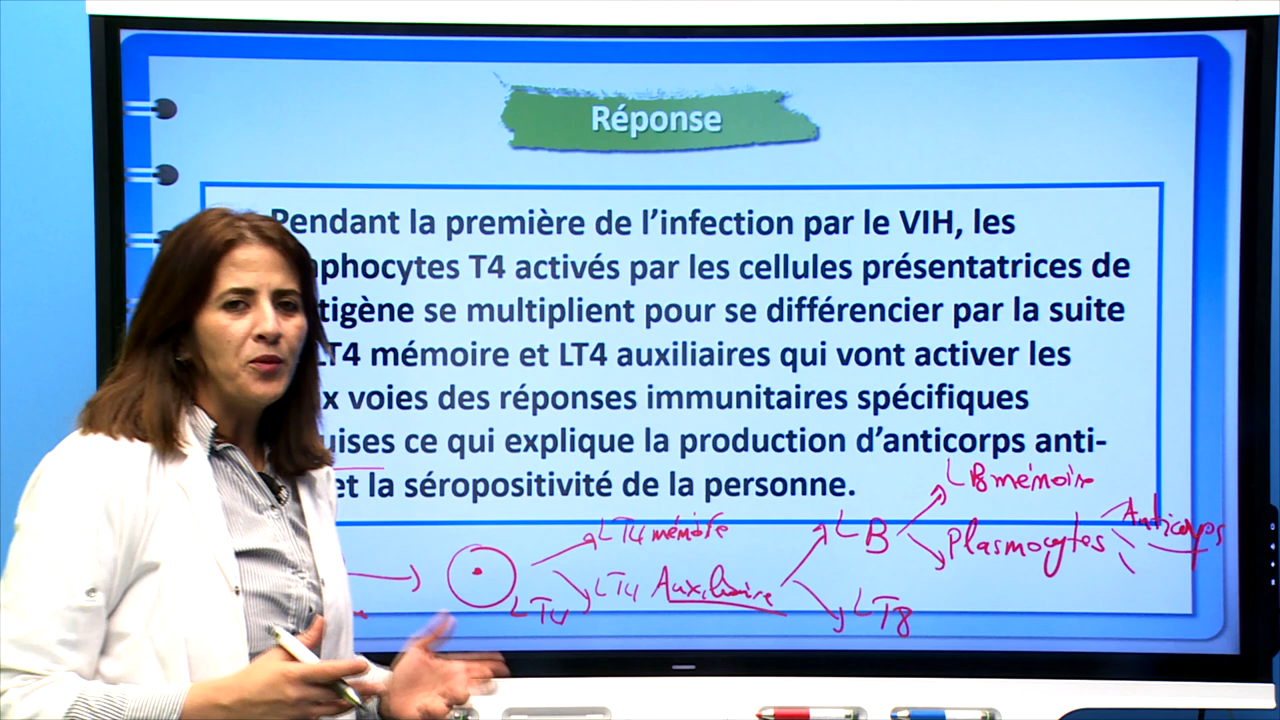 Réponse
Pendant la première de l'infection par le VIH, les
mphocytes T4 activés par les cellules présentatrices de
tigène se multiplient pour se différencier par la suite
LT4 mémoire et LT4 auxiliaires qui vont activer les
x voies des réponses immunitaires spécifiques
uises ce qui explique la production d'anticorps anti-
et la séropositivité de la personne.
LB mémoire
LT4 mémoire
LB
Plasmocytes
Anticorps
LT4
LT4 Auxiliaire
LT8